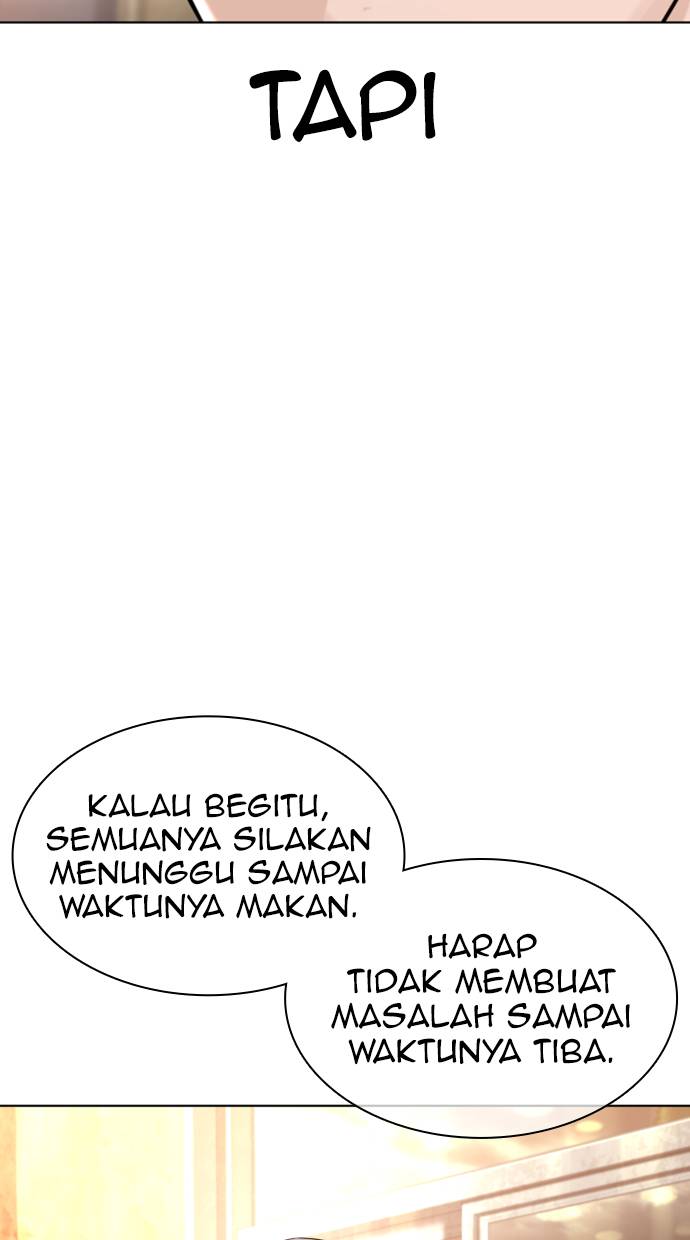 TAPI
KALAU BEGITU,
SEMUANYA SILAKAN
MENUNGGU SAMPAI
WAKTUNYA MAKAN.
HARAP
TIDAK MEMBUAT
MASALAH SAMPAI
WAKTUNYA TIBA.